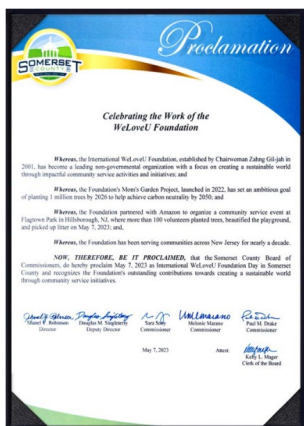 Proclamation
SOMERSET
COUNTY
Celebrating the Work of the
WeLoveU Foundation
Whereas, the International WeLoveU Foundation, established by Chairwoman Zahng Gil-jah in
2001, has become a leading non-governmental organization with a focus on creating a sustainable world
through impactful community service activities and initiatives; and
Whereas, the Foundation's Mom's Garden Project, launched in 2022, has set an ambitious goal
of planting 1 million trees by 2026 to help achieve carbon neutrality by 2050; and
Whereas, the Foundation partnered with Amazon to organize a community service event at
Flagtown Park in Hillsborough, NJ, where more than 100 volunteers planted trees, beautified the playground,
and picked up litter on May 7, 2023; and,
Whereas, the Foundation has been serving communities across New Jersey for nearly a decade.
NOW, THEREFORE, BE IT PROCLAIMED, that the Somerset County Board of
Commissioners, do hereby proclaim May 7, 2023 as International WeLoveU Foundation Day in Somerset
County and recognizes the Foundation's outstanding contributions towards creating a sustainable world
through community service initiatives.
Shanel Y. Robinson Douglas M. Singleterry Sara Sooy Melonie Marano Paul M. Drake
Director Deputy Director Commissioner Commissioner Commissioner
May 7, 2023 Attest:
Kelly L. Mager
Clerk of the Board